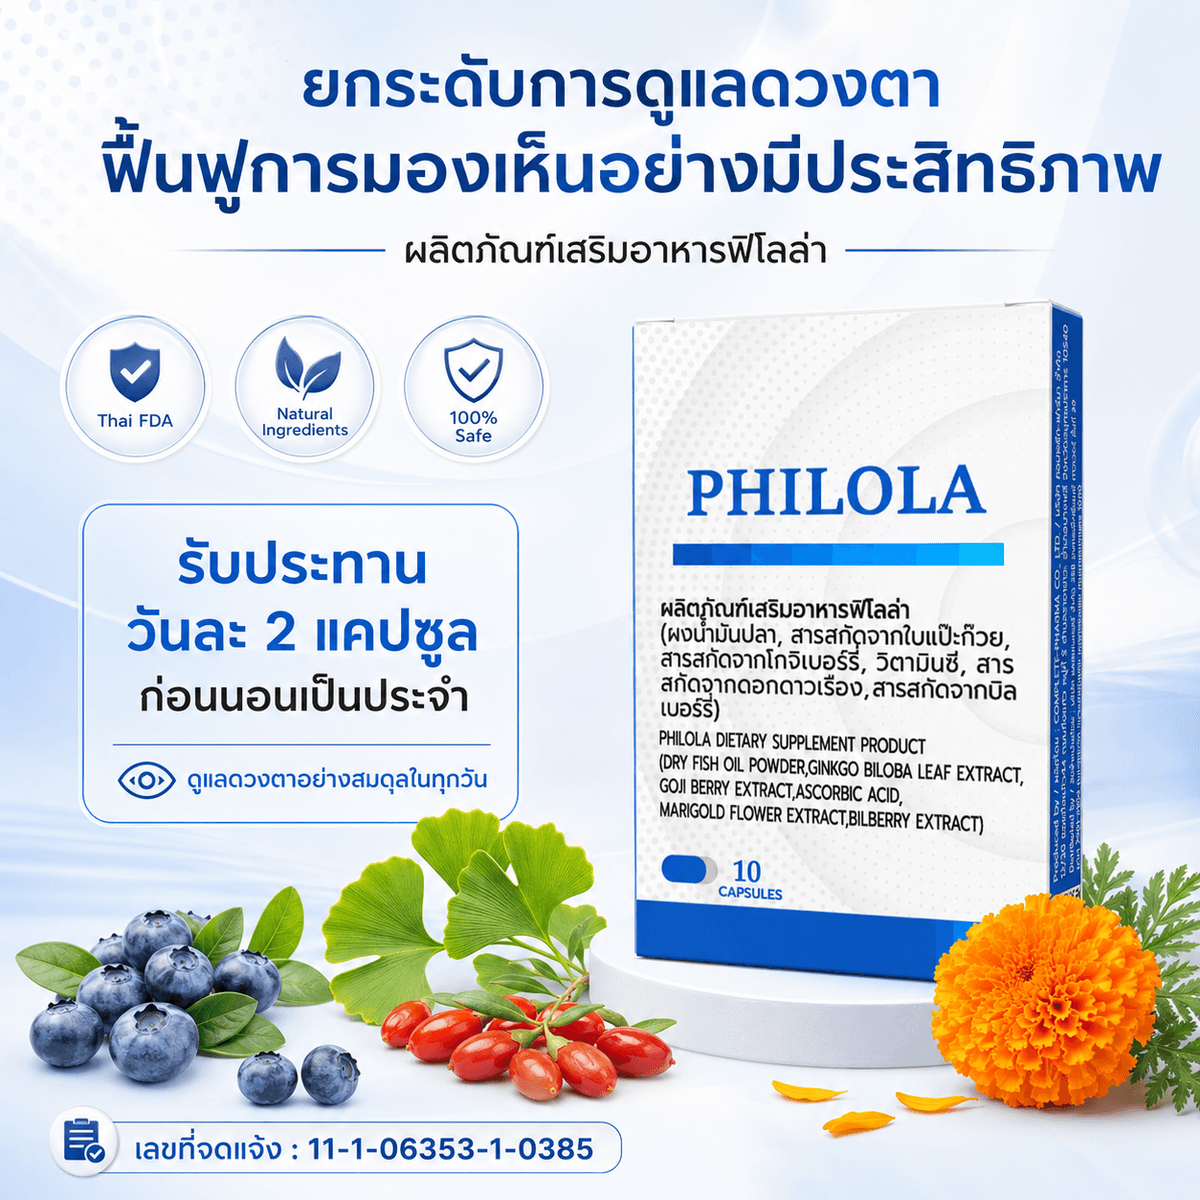 ยกระดับการดูแลดวงตา
ฟื้นฟูการมองเห็นอย่างมีประสิทธิภาพ
ผลิตภัณฑ์เสริมอาหารฟิโลล่า
Thai FDA
Natural
Ingredients
100%
Safe
รับประทาน
วันละ 2 แคปซูล
ก่อนนอนเป็นประจำ
ดูแลดวงตาอย่างสมดุลในทุกวัน
PHILOLA
ผลิตภัณฑ์เสริมอาหารฟิโลล่า
(ผงน้ำมันปลา, สารสกัดจากใบแป๊ะก๊วย,
สารสกัดจากโกจิเบอร์รี่, วิตามินซี, สาร
สกัดจากดอกดาวเรือง, สารสกัดจากบิล
เบอร์รี่)
PHILOLA DIETARY SUPPLEMENT PRODUCT
(DRY FISH OIL POWDER,GINKGO BILOBA LEAF EXTRACT,
GOJI BERRY EXTRACT,ASCORBIC ACID,
MARIGOLD FLOWER EXTRACT,BILBERRY EXTRACT)
10
CAPSULES
Produced by / ผลิตโดย : COMPLETE-PHARMA CO., LTD. /
เลขที่จดแจ้ง : 11-1-06353-1-0385